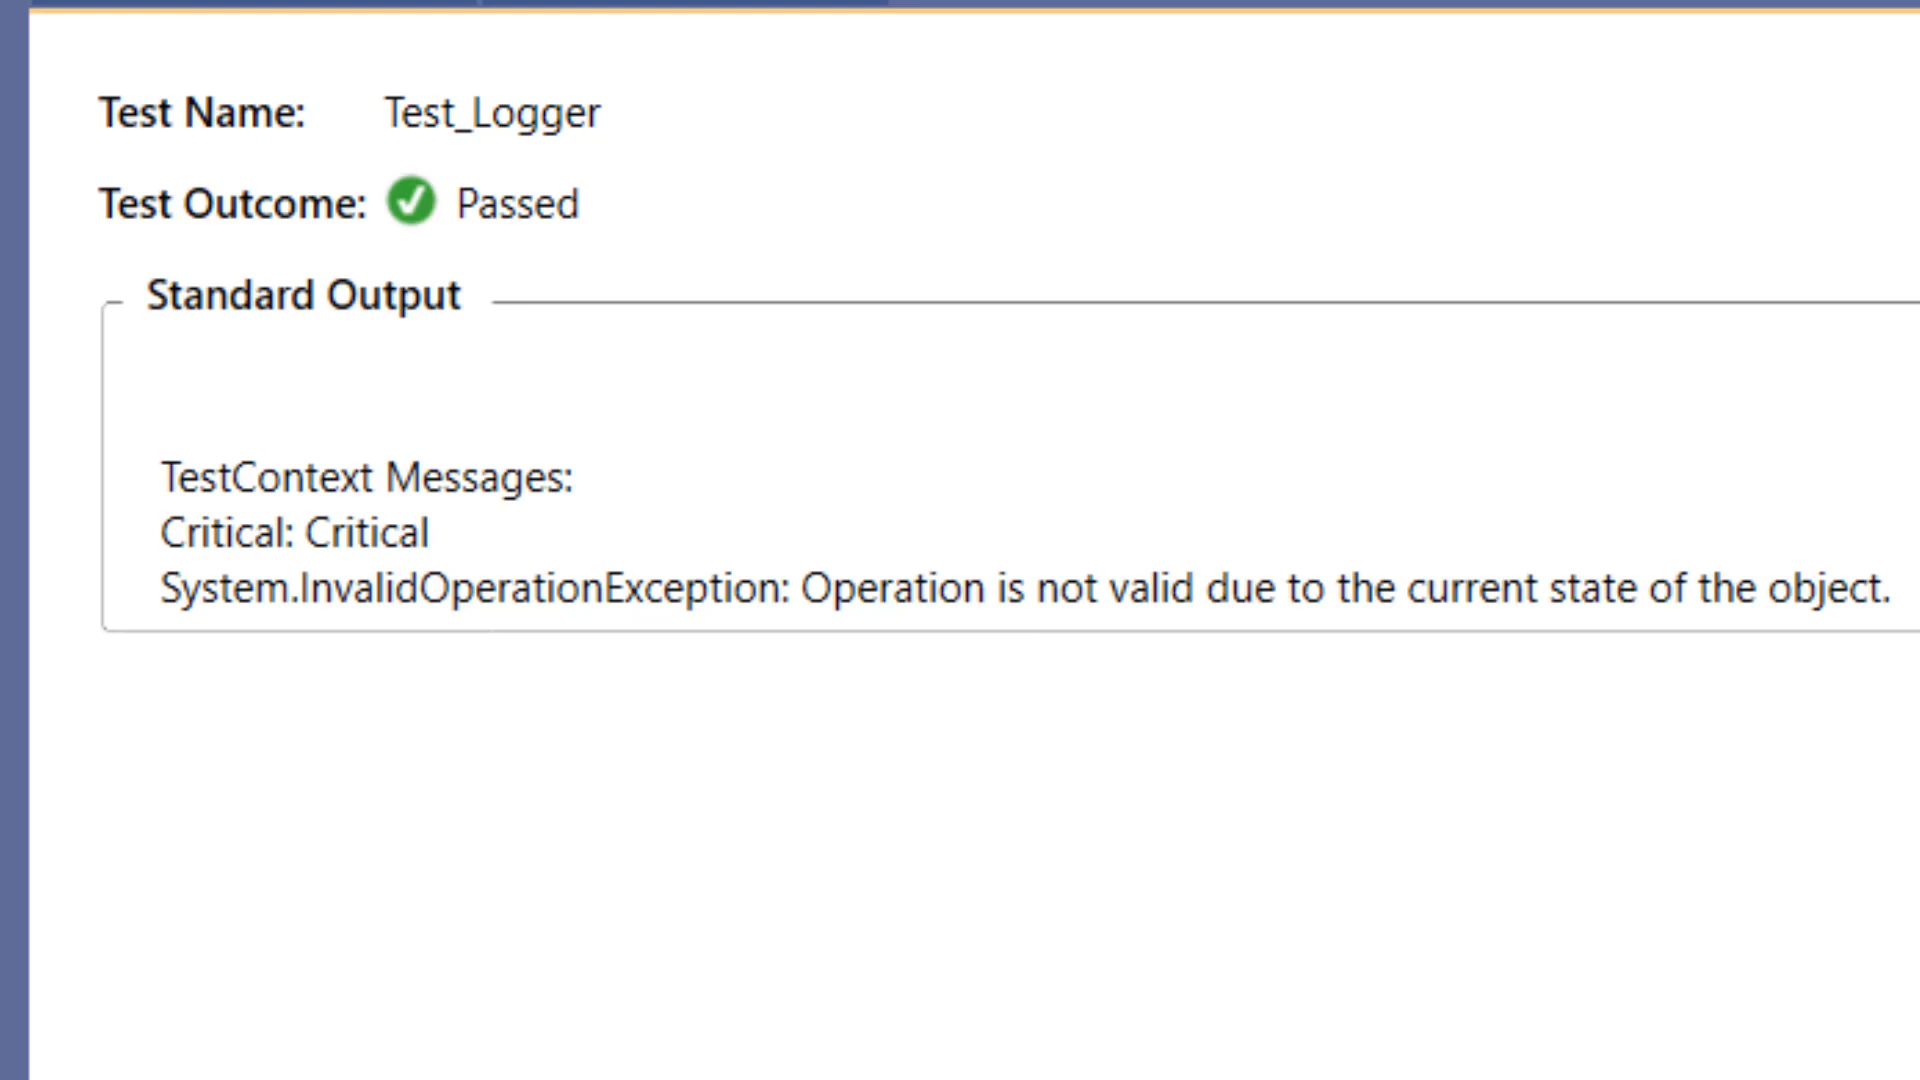 Test Name: Test_Logger
Test Outcome: Passed
Standard Output
TestContext Messages:
Critical: Critical
System.InvalidOperationException: Operation is not valid due to the current state of the object.